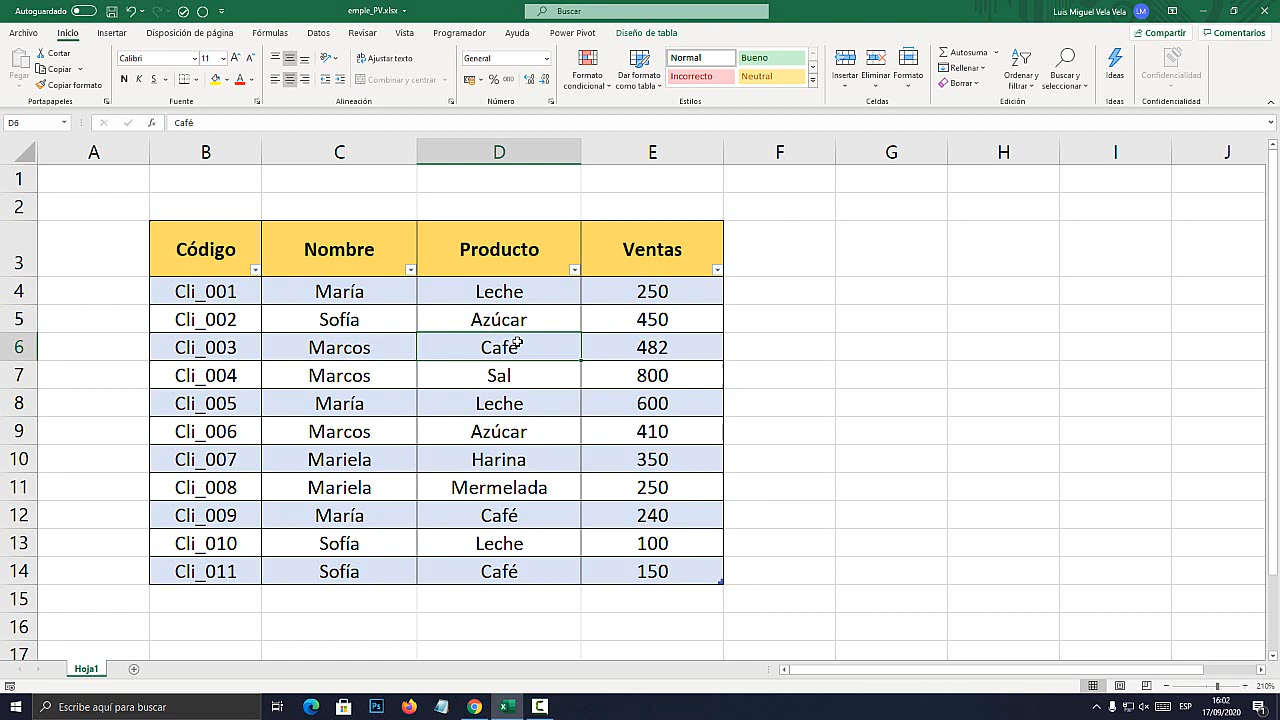 Autoguardado
emple_PV.xlsx
Buscar
Luis Miguel Vela Vela
LM
Archivo Inicio Insertar Disposición de página Fórmulas Datos Revisar Vista Programador Ayuda Power Pivot Diseño de tabla
Compartir Comentarios
Pegar
Cortar
Copiar
Copiar formato
Portapapeles
Calibri 11
N K S
Fuente
Ajustar texto
Combinar y centrar
Alineación
General
% 000
Número
Formato condicional
Dar formato como tabla
Normal Bueno
Incorrecto Neutral
Estilos
Insertar Eliminar Formato
Celdas
Autosuma
Rellenar
Borrar
Ordenar y filtrar
Buscar y seleccionar
Edición
Ideas
Ideas
Confidencialidad
Confidencialidad
D6 fx Café
A B C D E F G H I J
1
2
3 Código Nombre Producto Ventas
4 Cli_001 María Leche 250
5 Cli_002 Sofía Azúcar 450
6 Cli_003 Marcos Café 482
7 Cli_004 Marcos Sal 800
8 Cli_005 María Leche 600
9 Cli_006 Marcos Azúcar 410
10 Cli_007 Mariela Harina 350
11 Cli_008 Mariela Mermelada 250
12 Cli_009 María Café 240
13 Cli_010 Sofía Leche 100
14 Cli_011 Sofía Café 150
15
16
17
Hoja1
210%
Escribe aquí para buscar
ESP
16:02
17/09/2020